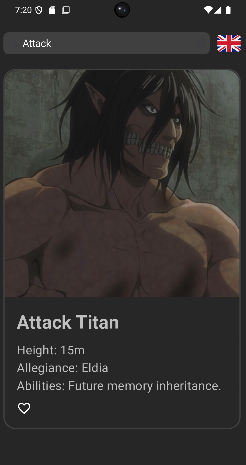 7:20
Attack
Attack Titan
Height: 15m
Allegiance: Eldia
Abilities: Future memory inheritance.